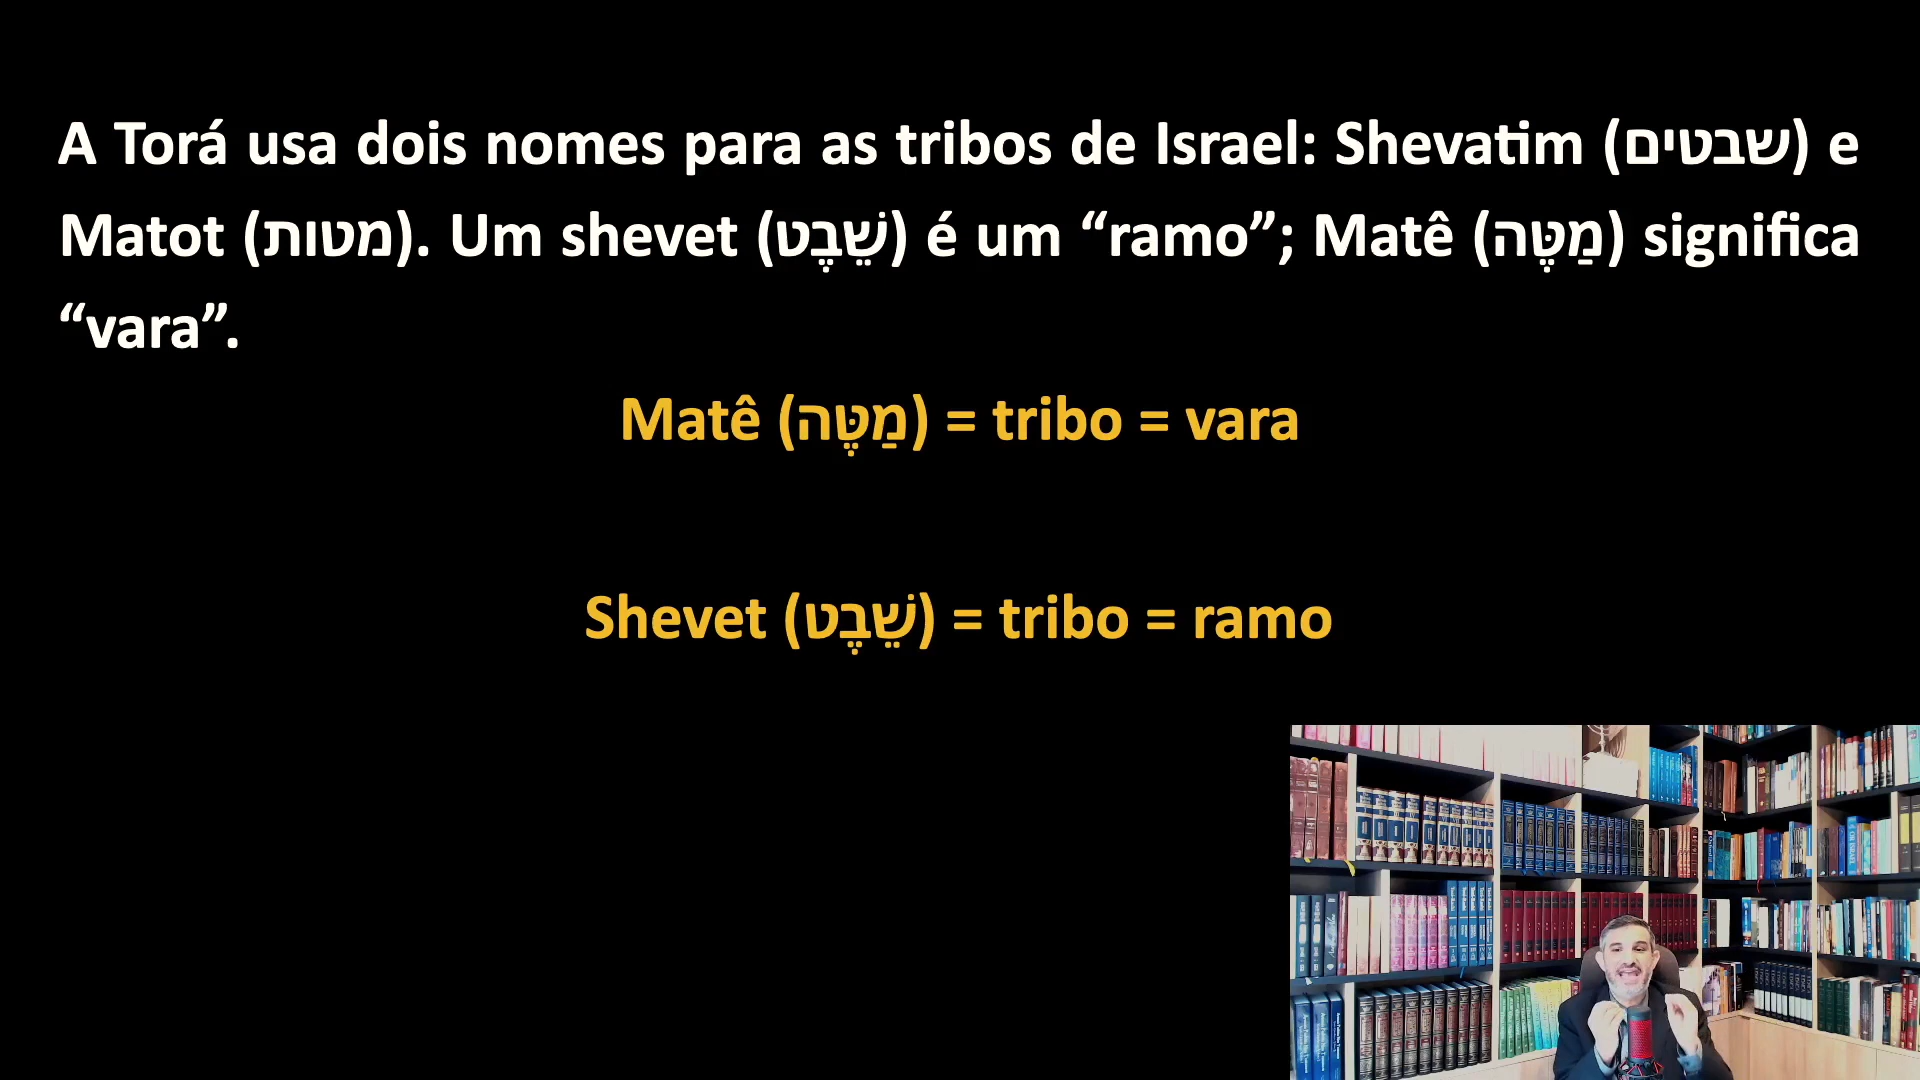 A Torá usa dois nomes para as tribos de Israel: Shevatim (שבטים) e
Matot (מטות). Um shevet (שֵׁבֶט) é um “ramo”; Matê (מַטֶּה) significa
“vara”.
Matê (מַטֶּה) = tribo = vara
Shevet (שֵׁבֶט) = tribo = ramo